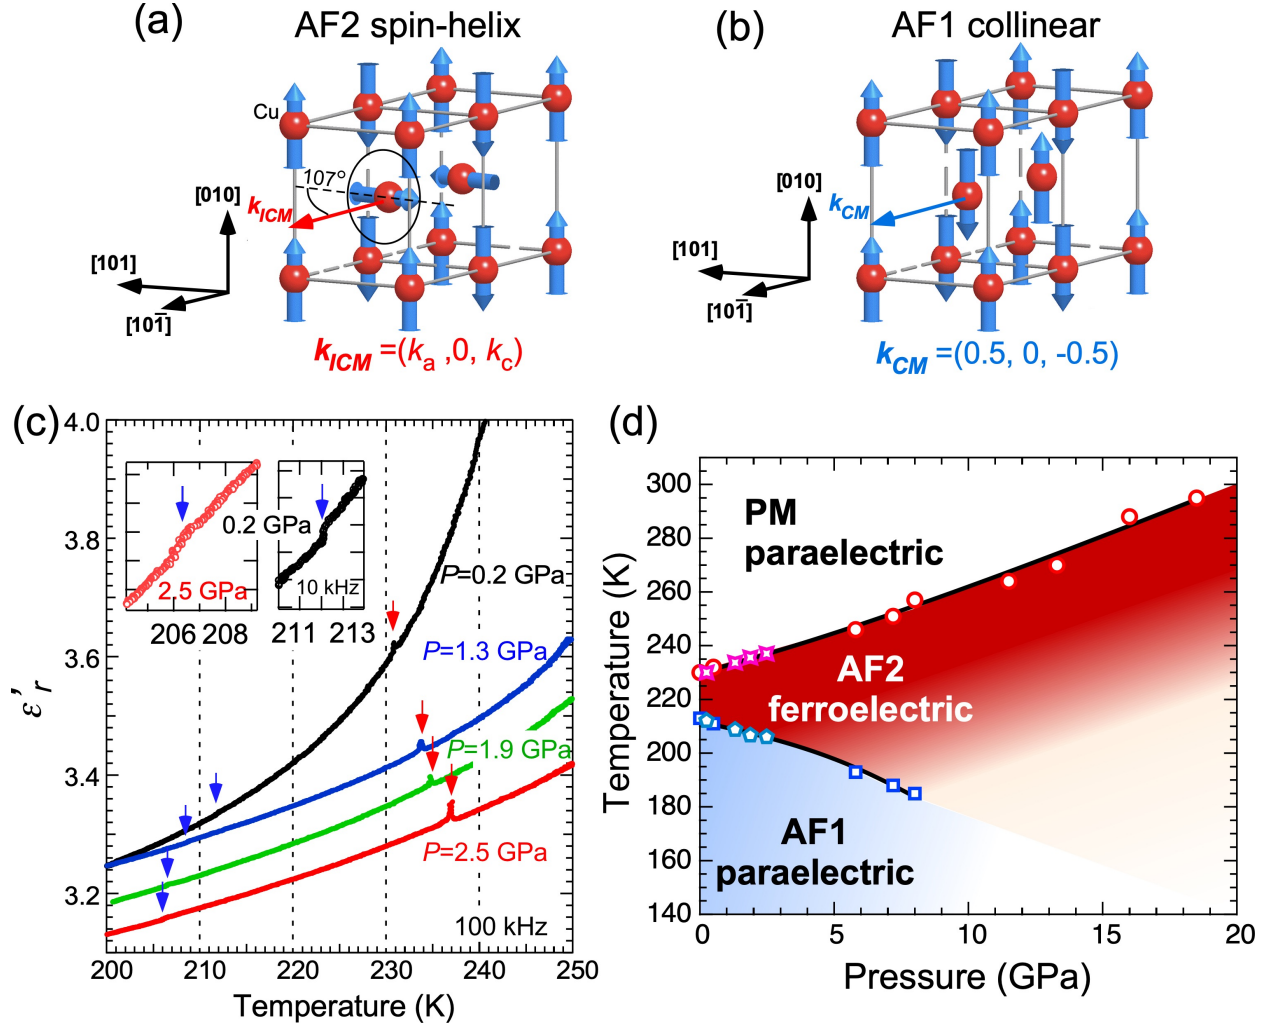 (a) AF2 spin-helix
Cu
107°
k_ICM
[010]
[101]
[101̄]
k_ICM =(k_a ,0, k_c)
(b) AF1 collinear
k_CM
[010]
[101]
[101̄]
k_CM =(0.5, 0, -0.5)
(c)
4.0
3.8
3.6
3.4
3.2
ε'_r
2.5 GPa
206 208
0.2 GPa
10 kHz
211 213
P=0.2 GPa
P=1.3 GPa
P=1.9 GPa
P=2.5 GPa
100 kHz
200 210 220 230 240 250
Temperature (K)
(d)
300
280
260
240
220
200
180
160
140
Temperature (K)
PM
paraelectric
AF2
ferroelectric
AF1
paraelectric
0 5 10 15 20
Pressure (GPa)